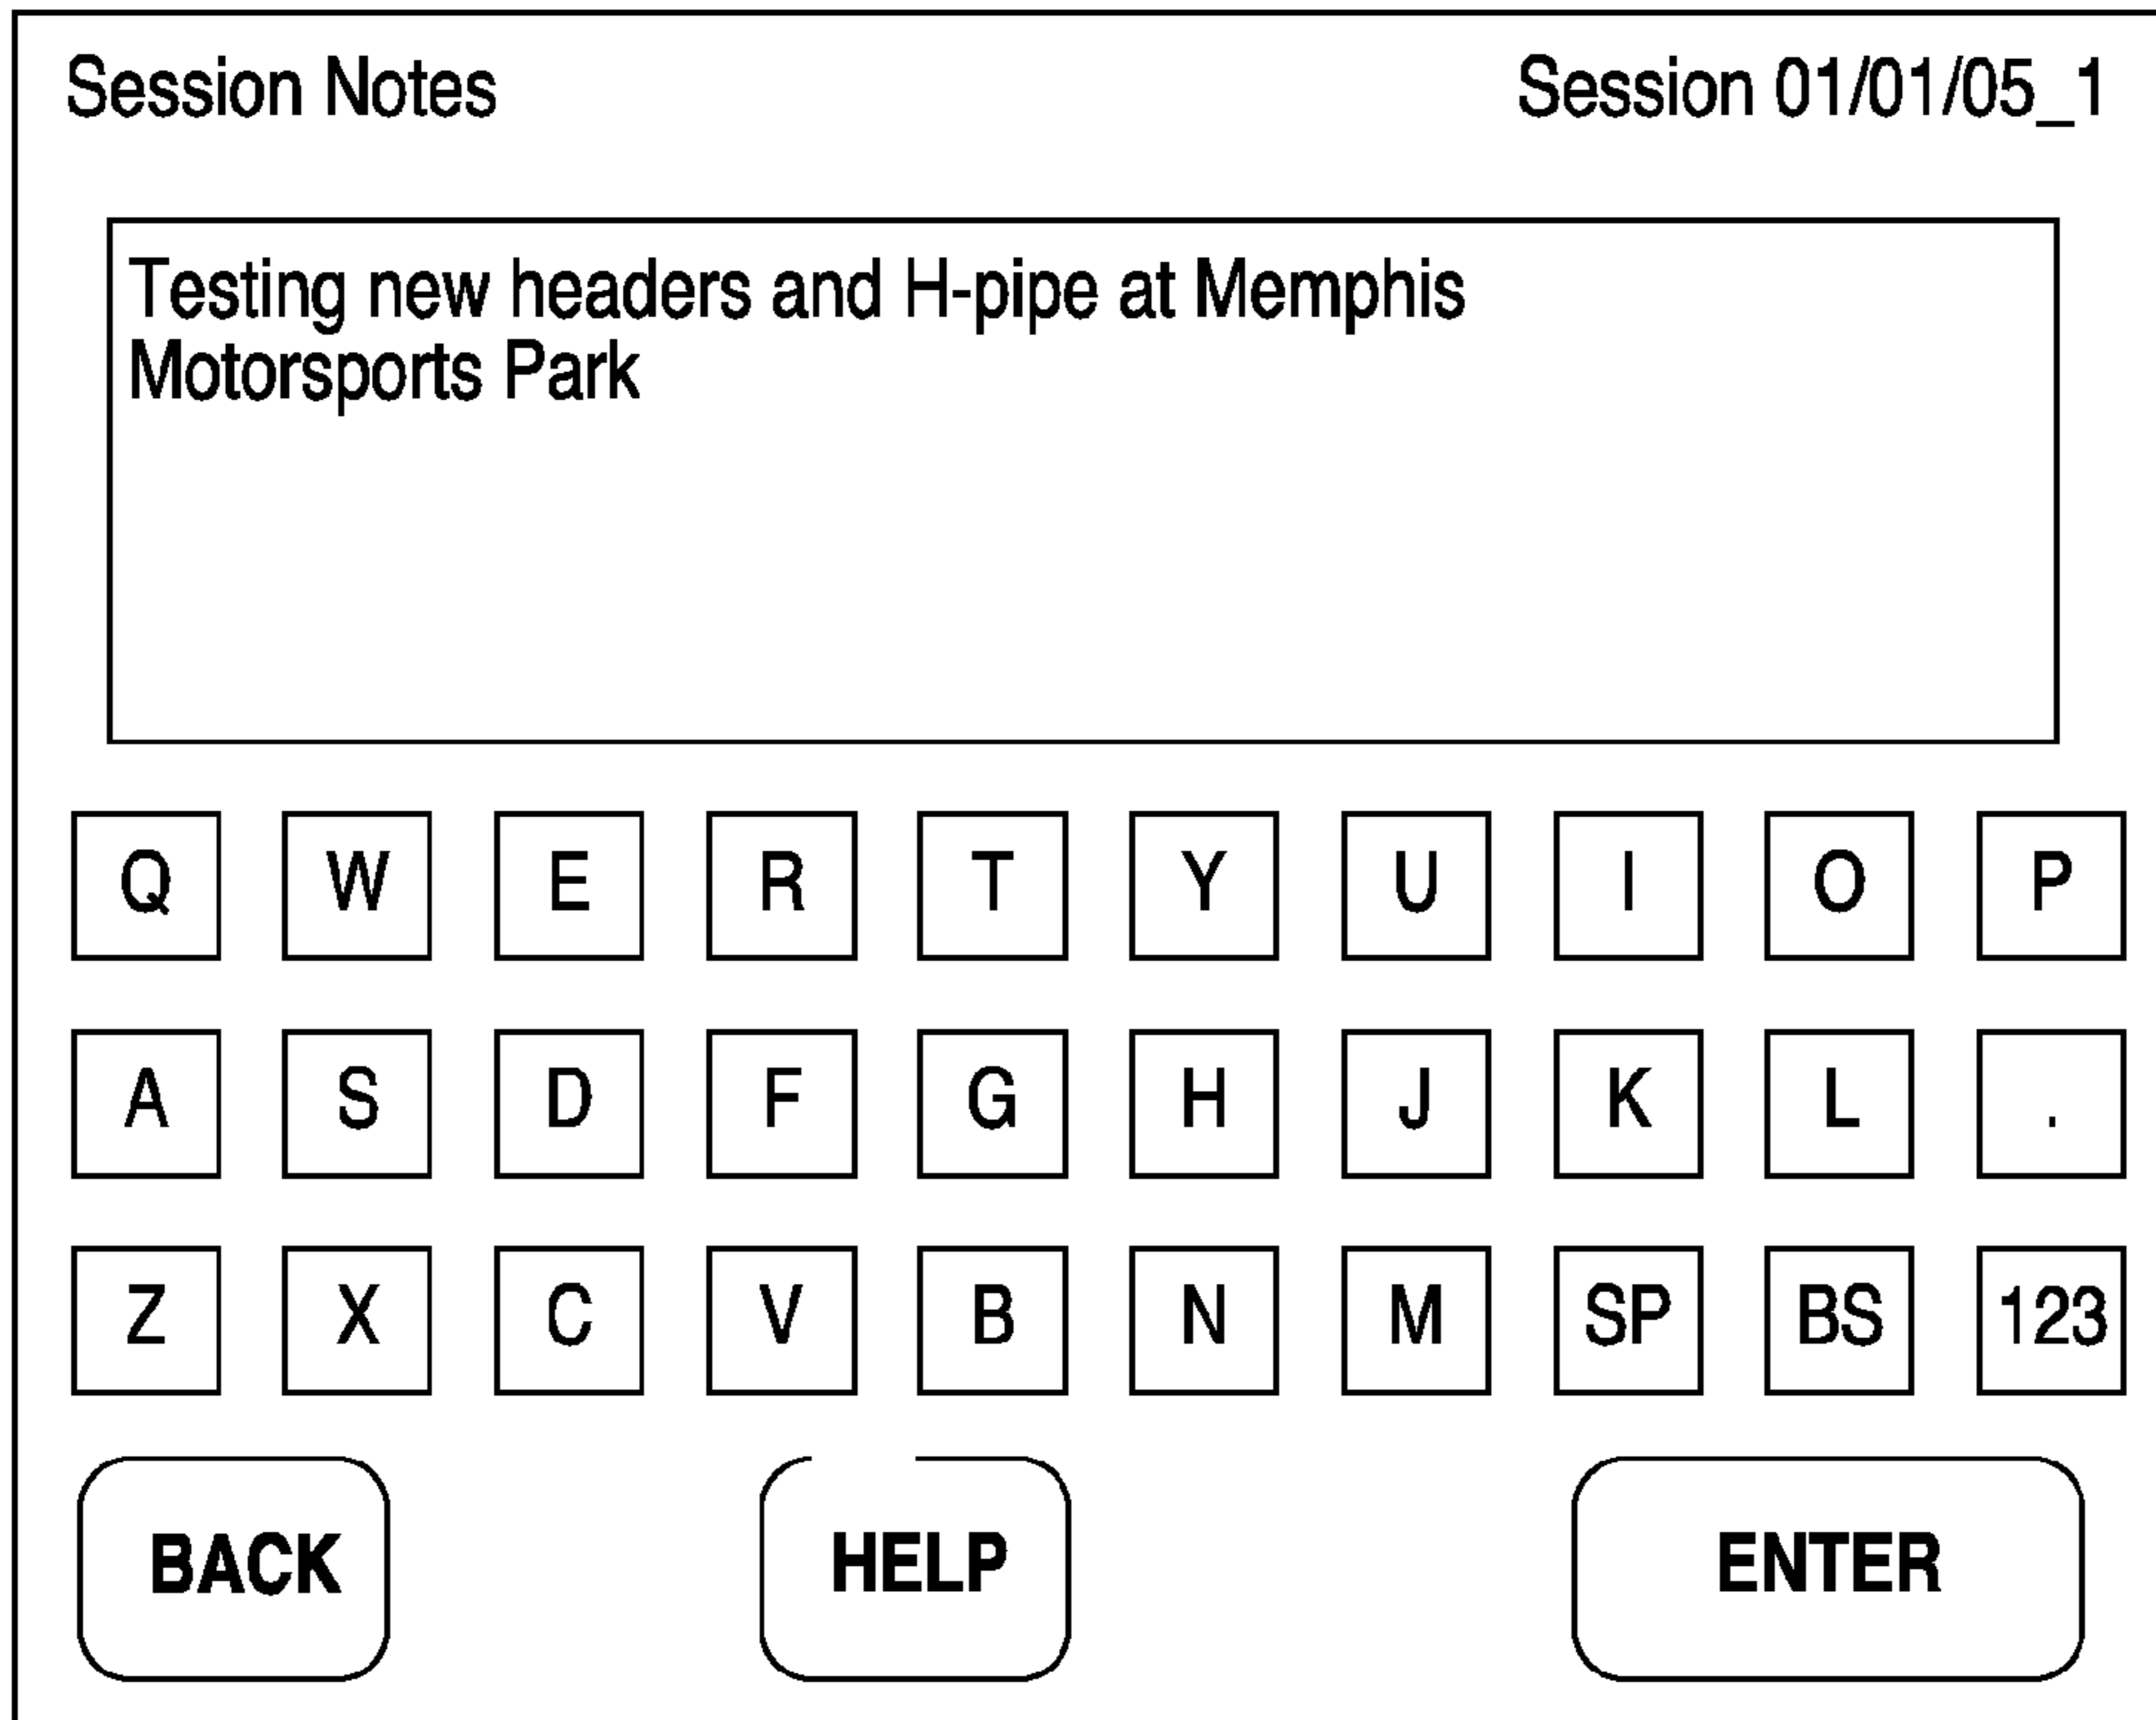 Session Notes Session 01/01/05_1
Testing new headers and H-pipe at Memphis
Motorsports Park
Q W E R T Y U I O P
A S D F G H J K L .
Z X C V B N M SP BS 123
BACK HELP ENTER